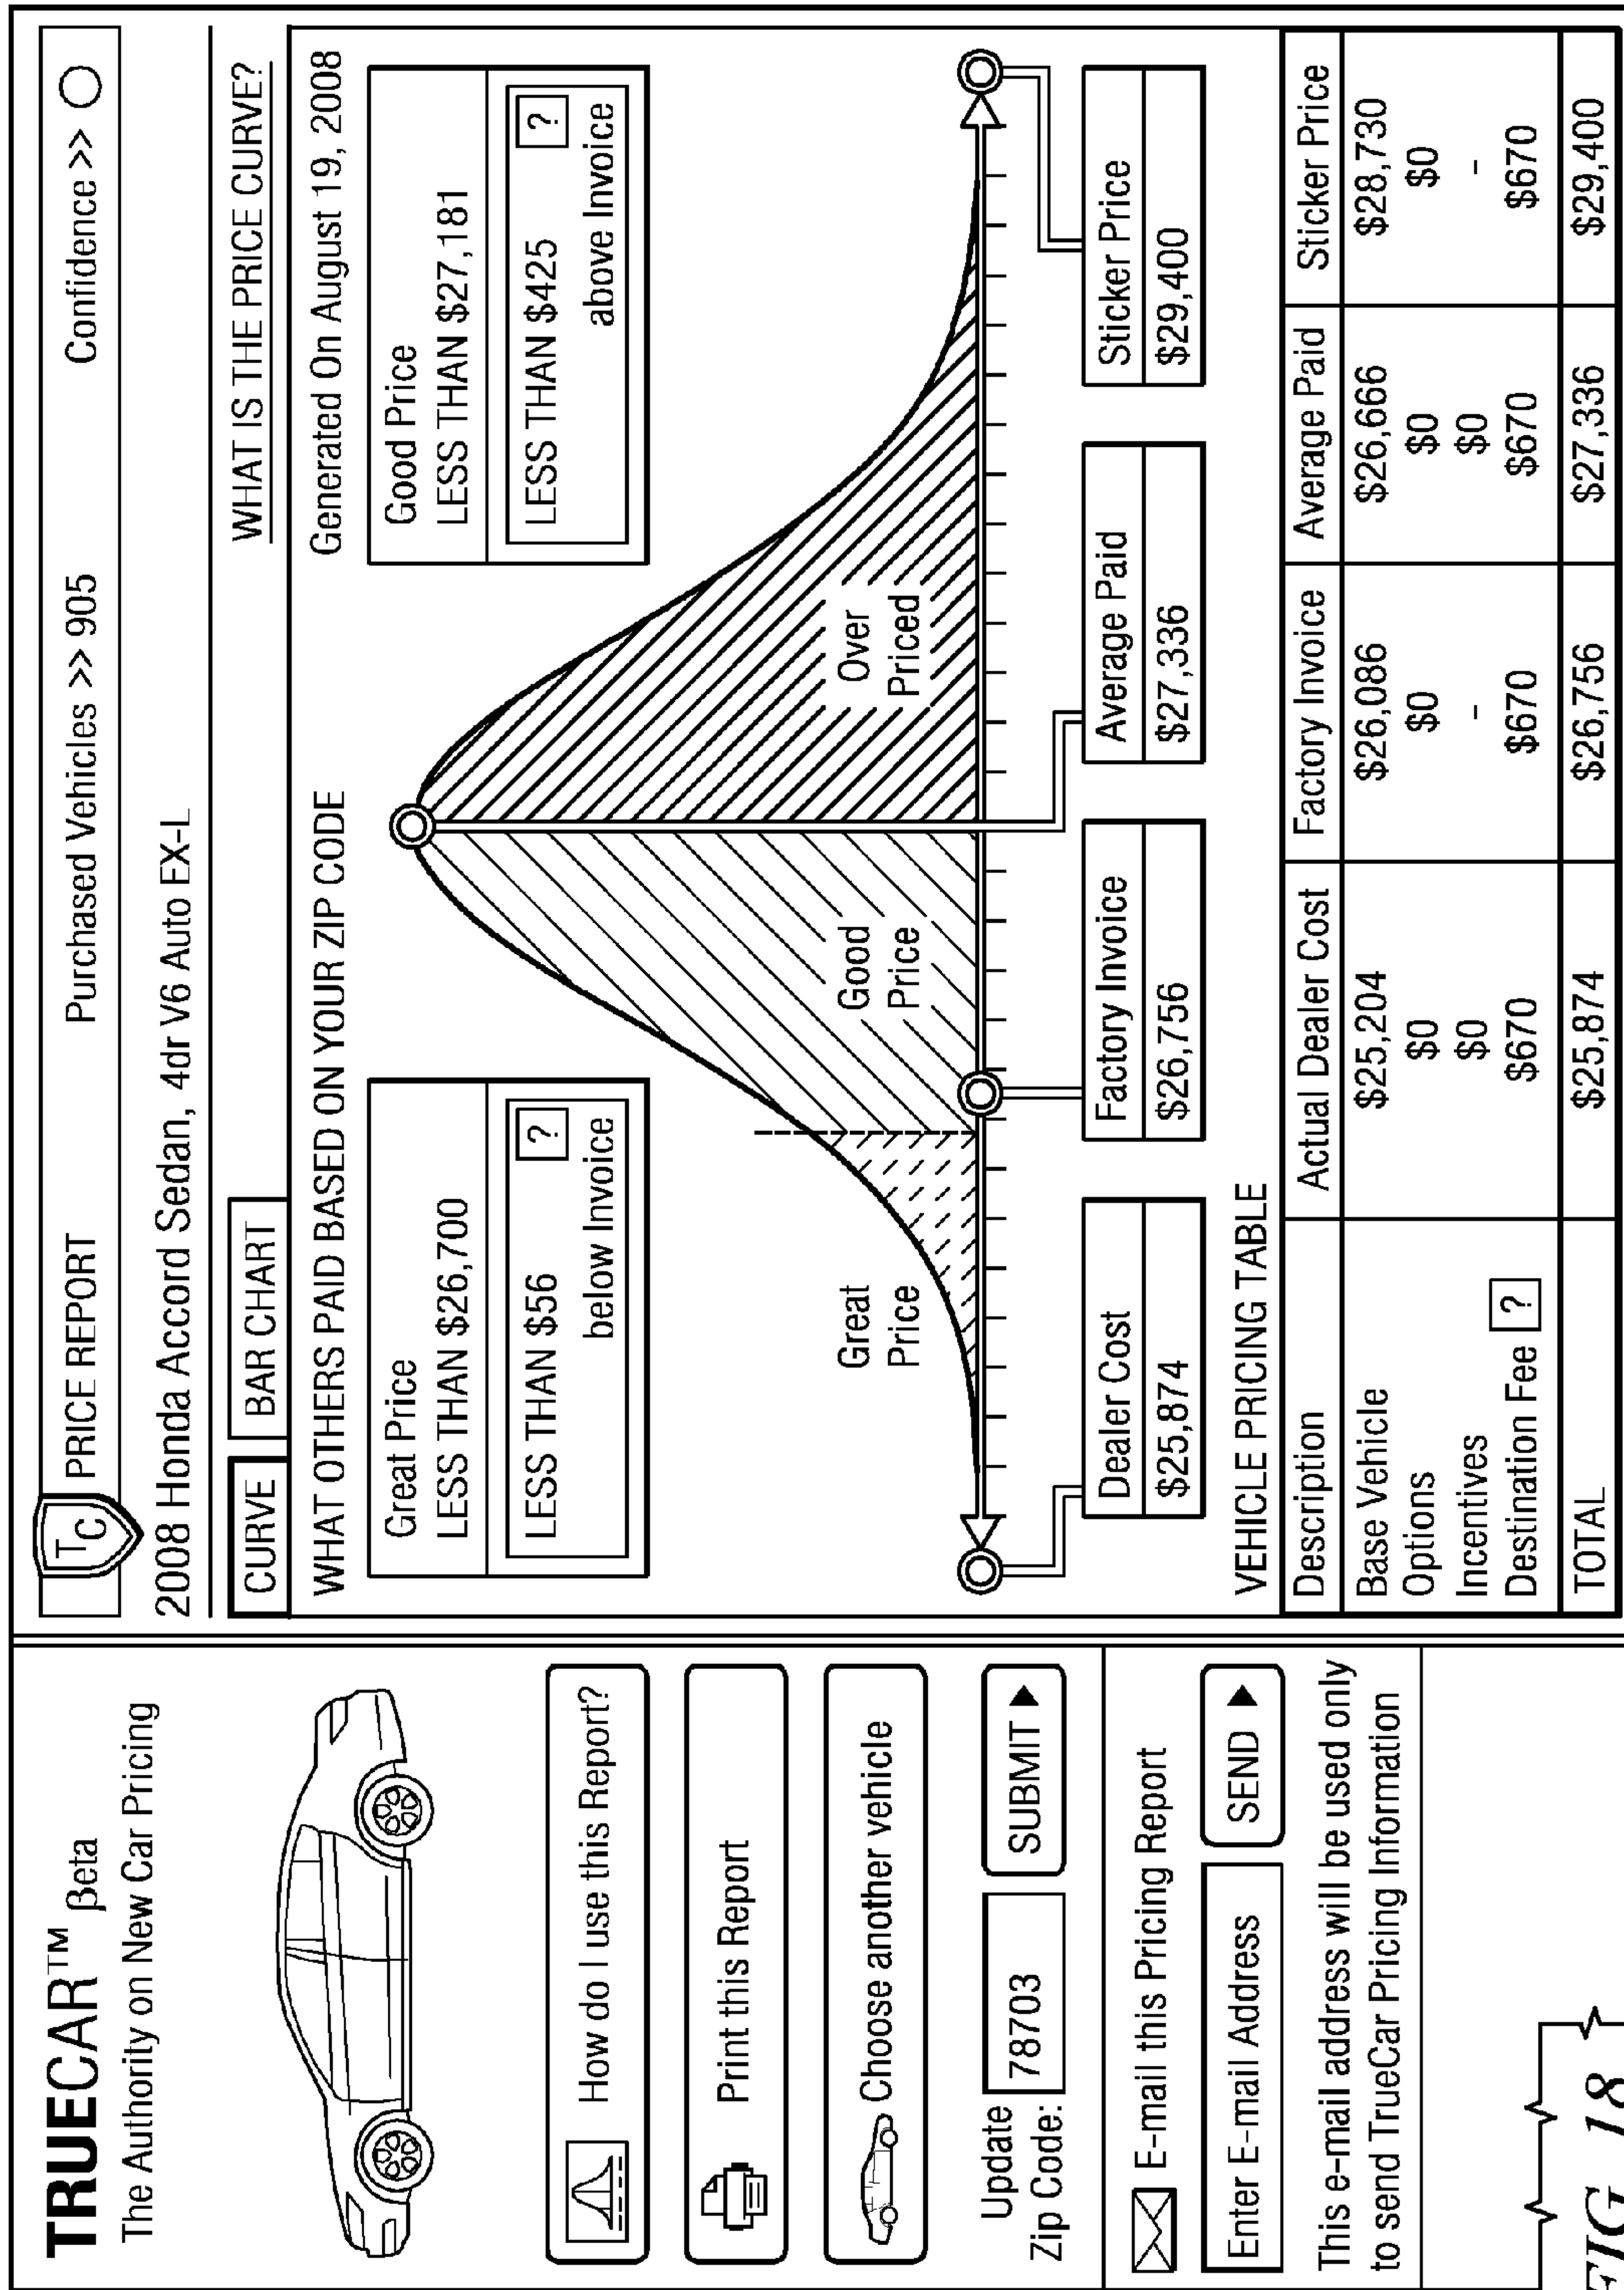 TRUECAR™ βeta
The Authority on New Car Pricing
How do I use this Report?
Print this Report
Choose another vehicle
Update
Zip Code:
78703
SUBMIT
E-mail this Pricing Report
Enter E-mail Address
SEND
This e-mail address will be used only
to send TrueCar Pricing Information
FIG. 18
TC
PRICE REPORT Purchased Vehicles >> 905 Confidence >>
2008 Honda Accord Sedan, 4dr V6 Auto EX-L
CURVE BAR CHART WHAT IS THE PRICE CURVE?
WHAT OTHERS PAID BASED ON YOUR ZIP CODE Generated On August 19, 2008
Great Price
LESS THAN $26,700
LESS THAN $56 ?
below Invoice
Good Price
LESS THAN $27,181
LESS THAN $425 ?
above Invoice
Great
Price
Good
Price
Over
Priced
Dealer Cost
$25,874
Factory Invoice
$26,756
Average Paid
$27,336
Sticker Price
$29,400
VEHICLE PRICING TABLE
Description Actual Dealer Cost Factory Invoice Average Paid Sticker Price
Base Vehicle $25,204 $26,086 $26,666 $28,730
Options $0 $0 $0 $0
Incentives $0 - $0 -
Destination Fee ? $670 $670 $670 $670
TOTAL $25,874 $26,756 $27,336 $29,400